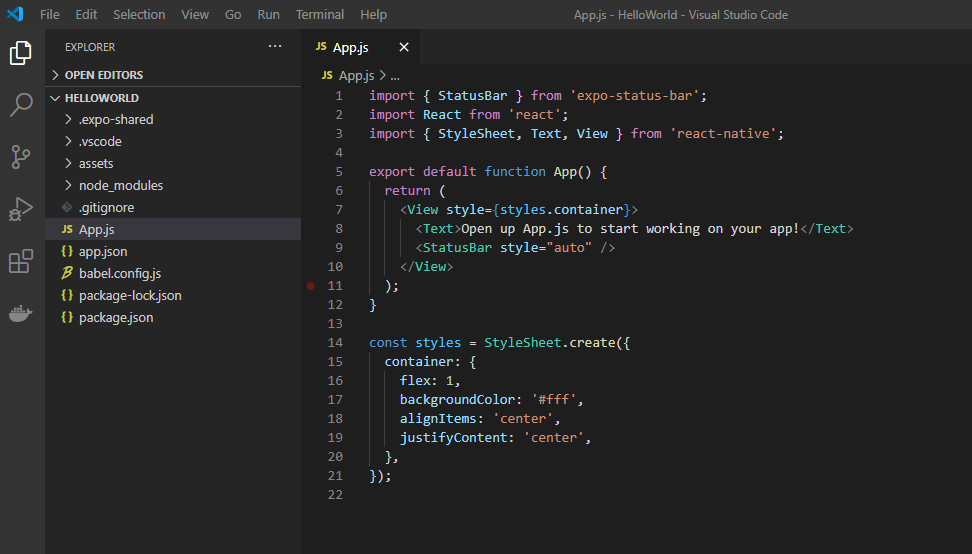 File Edit Selection View Go Run Terminal Help App.js - HelloWorld - Visual Studio Code
EXPLORER ...
OPEN EDITORS
HELLOWORLD
.expo-shared
.vscode
assets
node_modules
.gitignore
JS App.js
{} app.json
babel.config.js
{} package-lock.json
{} package.json
JS App.js
JS App.js > ...
1 import { StatusBar } from 'expo-status-bar';
2 import React from 'react';
3 import { StyleSheet, Text, View } from 'react-native';
4
5 export default function App() {
6   return (
7     <View style={styles.container}>
8       <Text>Open up App.js to start working on your app!</Text>
9       <StatusBar style="auto" />
10     </View>
11   );
12 }
13
14 const styles = StyleSheet.create({
15   container: {
16     flex: 1,
17     backgroundColor: '#fff',
18     alignItems: 'center',
19     justifyContent: 'center',
20   },
21 });
22